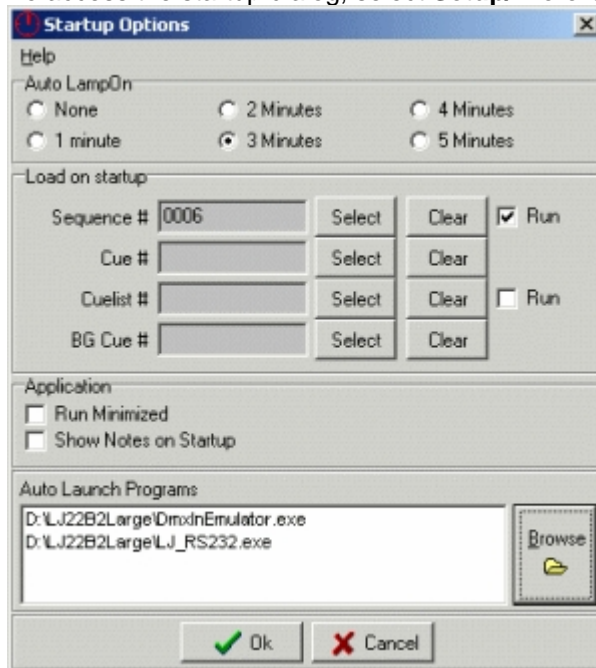 Startup Options
Help
Auto LampOn
None 2 Minutes 4 Minutes
1 minute 3 Minutes 5 Minutes
Load on startup
Sequence # 0006 Select Clear Run
Cue # Select Clear
Cuelist # Select Clear Run
BG Cue # Select Clear
Application
Run Minimized
Show Notes on Startup
Auto Launch Programs
D:\LJ22B2Large\DmxInEmulator.exe
D:\LJ22B2Large\LJ_RS232.exe
Browse
Ok Cancel